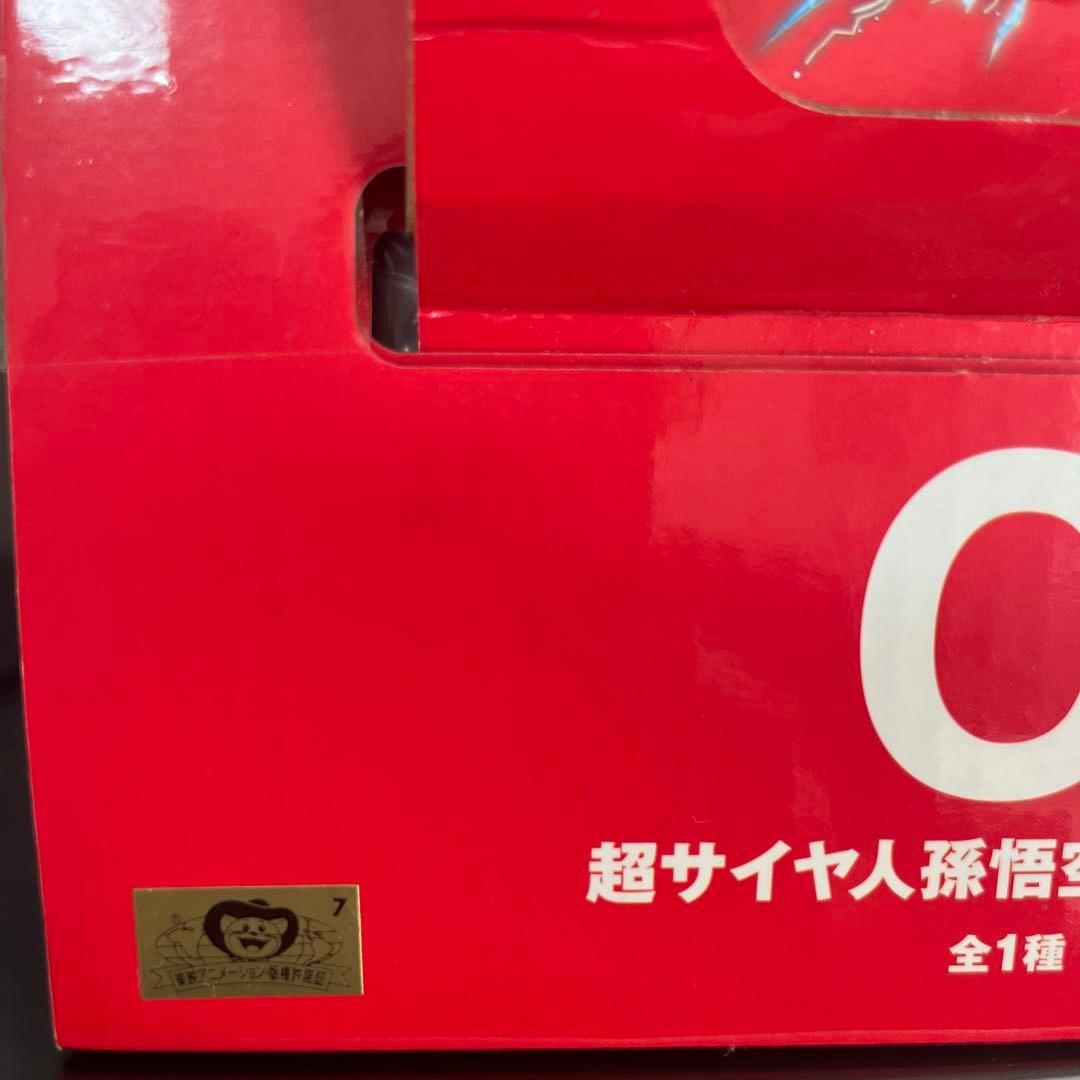 超サイヤ人孫悟空
全1種
7
®
東映アニメーション・版権許諾証